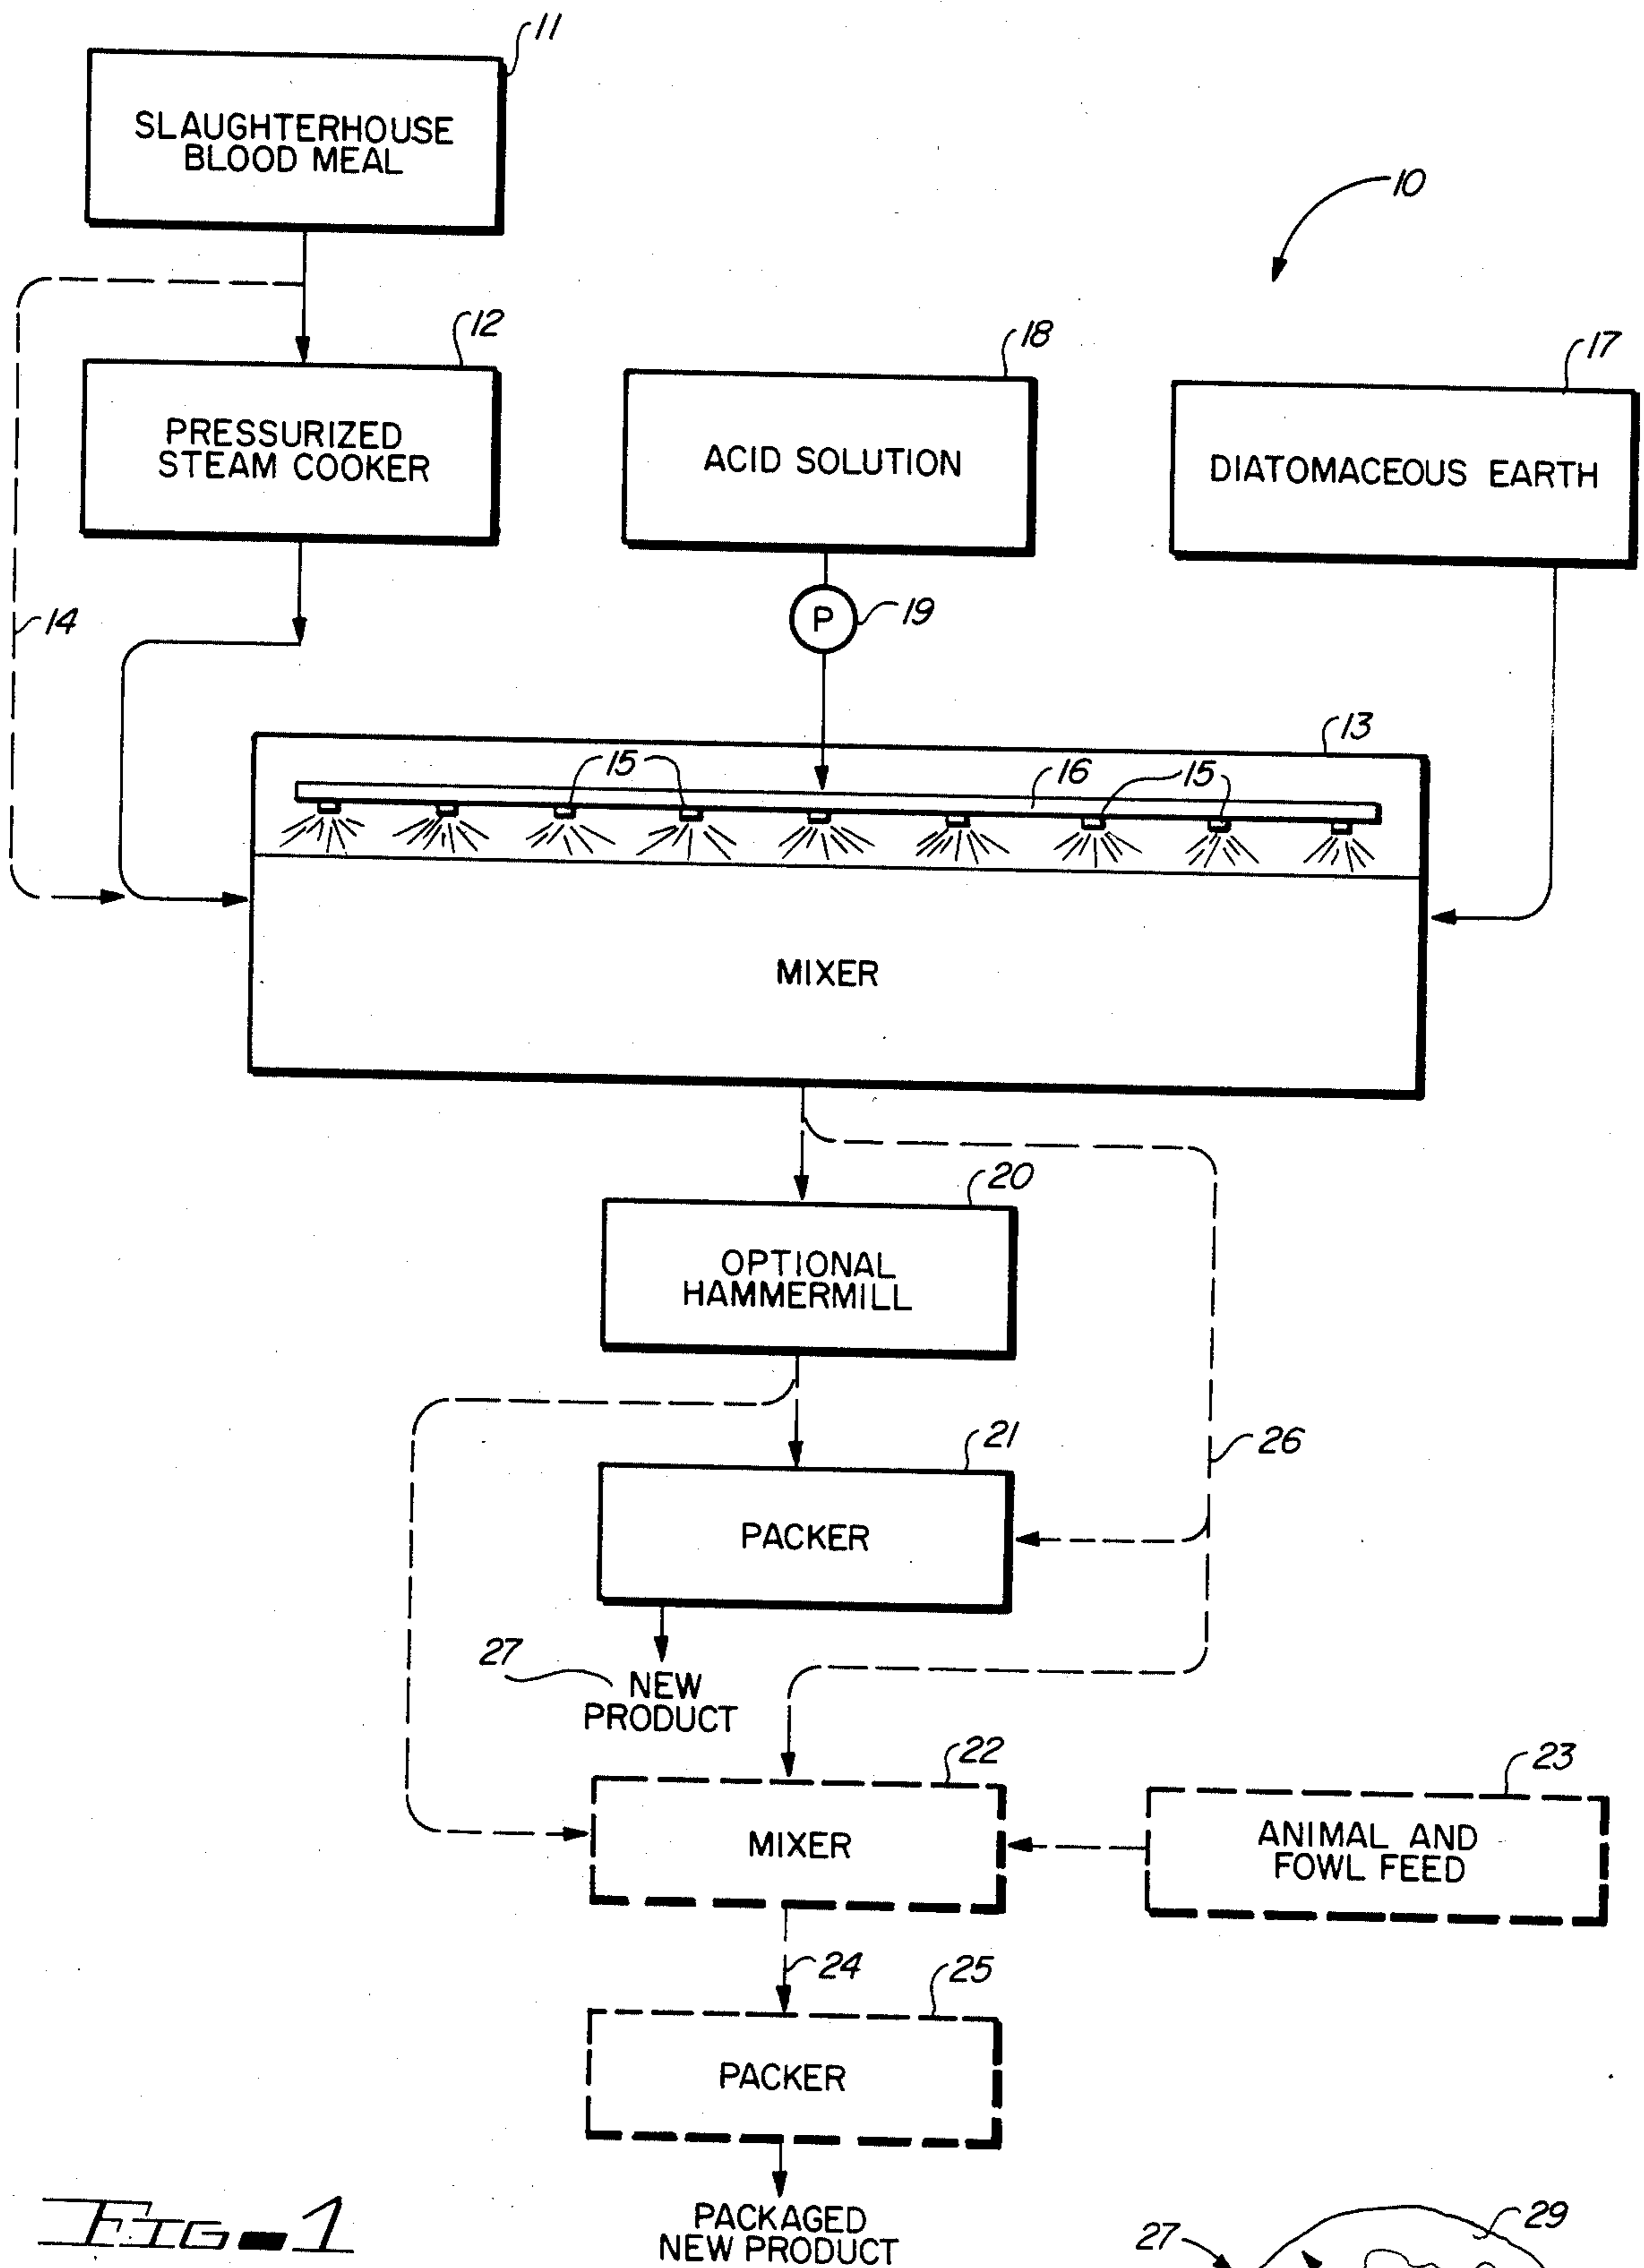 11
SLAUGHTERHOUSE
BLOOD MEAL
10
12
PRESSURIZED
STEAM COOKER
18
ACID SOLUTION
17
DIATOMACEOUS EARTH
14
P
19
13
15
16
15
MIXER
20
OPTIONAL
HAMMERMILL
21
26
PACKER
27
NEW
PRODUCT
22
MIXER
23
ANIMAL AND
FOWL FEED
24
25
PACKER
PACKAGED
NEW PRODUCT
FIG-1
27
29